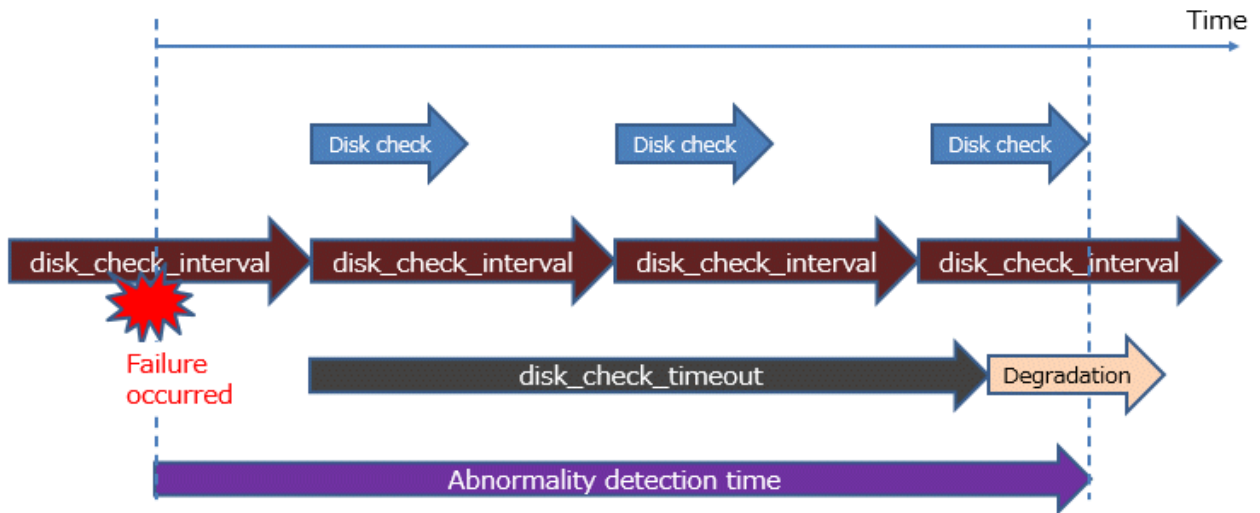 Time
Disk check
Disk check
Disk check
disk_check_interval
disk_check_interval
disk_check_interval
disk_check_interval
Failure
occurred
disk_check_timeout
Degradation
Abnormality detection time